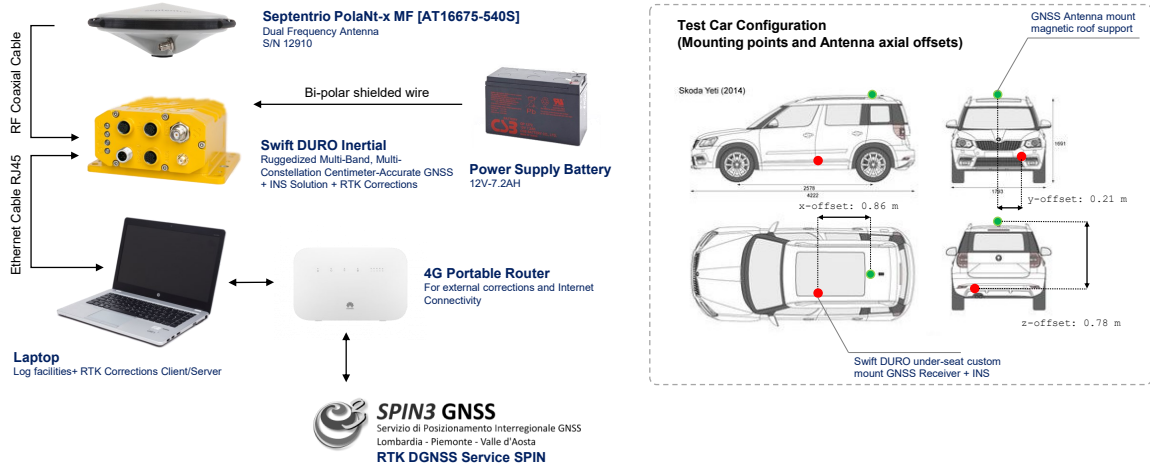 Septentrio PolaNt-x MF [AT16675-540S]
Dual Frequency Antenna
S/N 12910
RF Coaxial Cable
Bi-polar shielded wire
CSB
Swift DURO Inertial
Ruggedized Multi-Band, Multi-
Constellation Centimeter-Accurate GNSS
+ INS Solution + RTK Corrections
Power Supply Battery
12V-7.2AH
Ethernet Cable RJ45
4G Portable Router
For external corrections and Internet
Connectivity
Laptop
Log facilities+ RTK Corrections Client/Server
SPIN3 GNSS
Servizio di Posizionamento Interregionale GNSS
Lombardia - Piemonte - Valle d'Aosta
RTK DGNSS Service SPIN
Test Car Configuration
(Mounting points and Antenna axial offsets)
GNSS Antenna mount
magnetic roof support
Skoda Yeti (2014)
1691
2578
4222
1793
x-offset: 0.86 m
y-offset: 0.21 m
z-offset: 0.78 m
Swift DURO under-seat custom
mount GNSS Receiver + INS